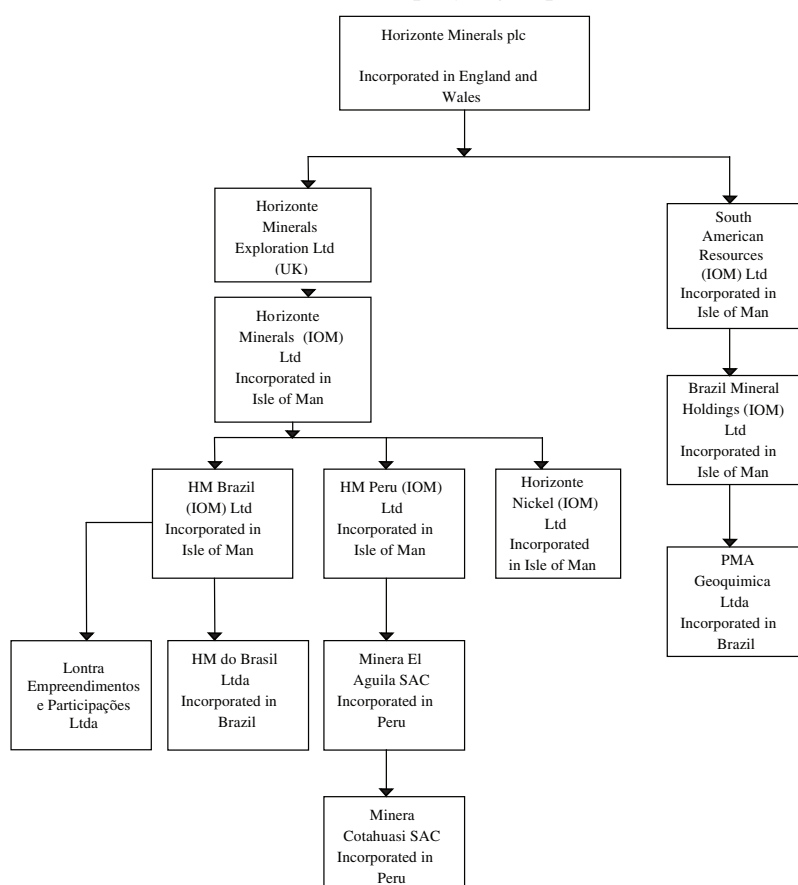 Horizonte Minerals plc
Incorporated in England and
Wales
Horizonte
Minerals
Exploration Ltd
(UK)
South
American
Resources
(IOM) Ltd
Incorporated in
Isle of Man
Horizonte
Minerals (IOM)
Ltd
Incorporated in
Isle of Man
Brazil Mineral
Holdings (IOM)
Ltd
Incorporated in
Isle of Man
HM Brazil
(IOM) Ltd
Incorporated in
Isle of Man
HM Peru (IOM)
Ltd
Incorporated in
Isle of Man
Horizonte
Nickel (IOM)
Ltd
Incorporated
in Isle of Man
PMA
Geoquimica
Ltda
Incorporated in
Brazil
Lontra
Empreendimentos
e Participações
Ltda
HM do Brasil
Ltda
Incorporated in
Brazil
Minera El
Aguila SAC
Incorporated in
Peru
Minera
Cotahuasi SAC
Incorporated in
Peru